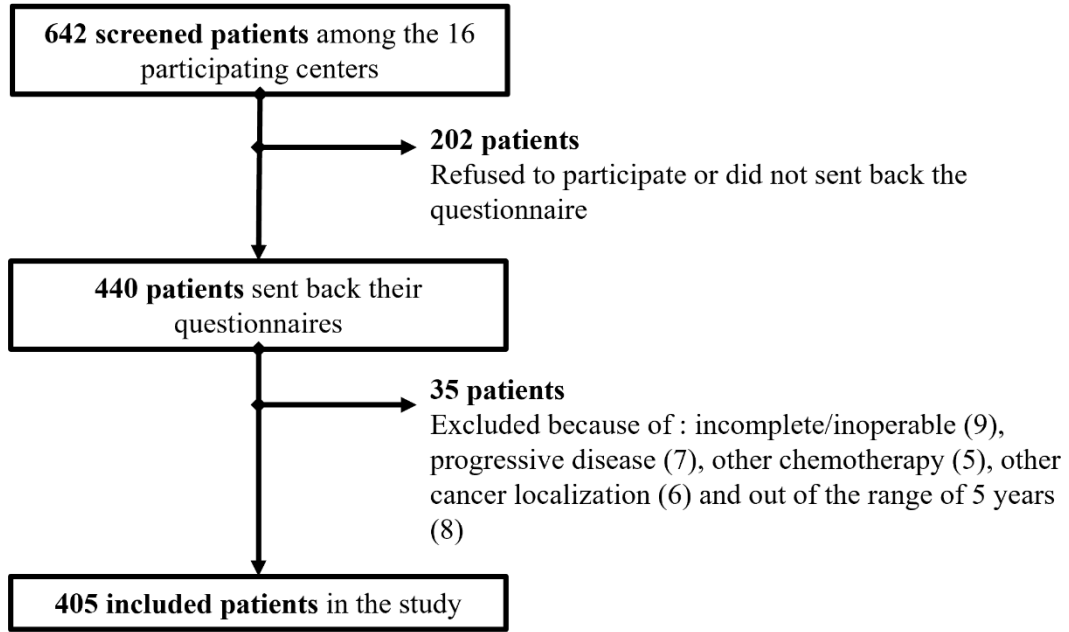 642 screened patients among the 16
participating centers
202 patients
Refused to participate or did not sent back the
questionnaire
440 patients sent back their
questionnaires
35 patients
Excluded because of : incomplete/inoperable (9),
progressive disease (7), other chemotherapy (5), other
cancer localization (6) and out of the range of 5 years
(8)
405 included patients in the study